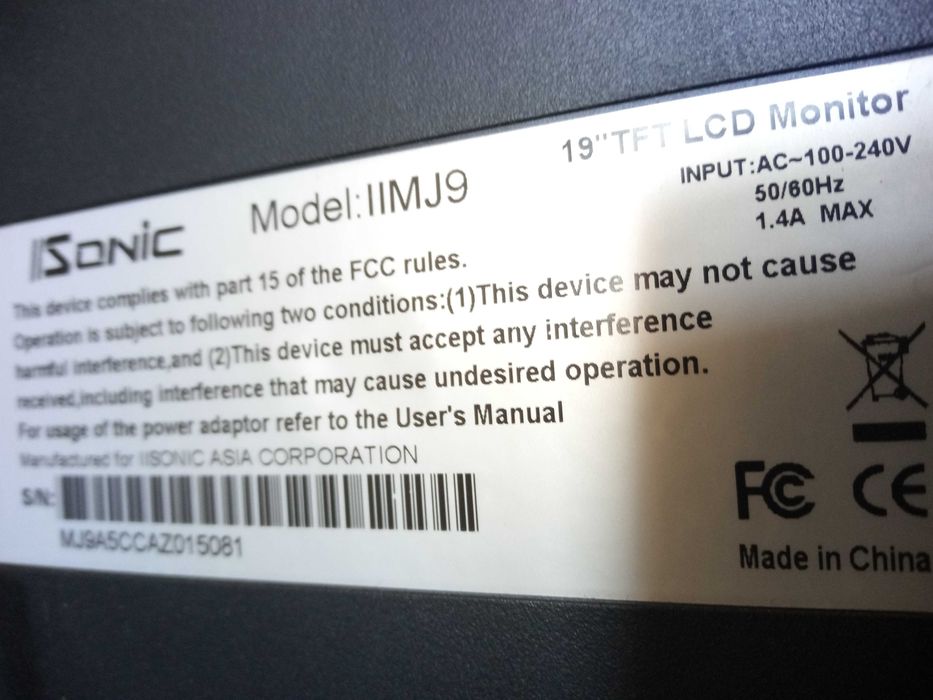 IISONIC
Model:IIMJ9
19"TFT LCD Monitor
INPUT:AC~100-240V
50/60Hz
1.4A MAX
This device complies with part 15 of the FCC rules.
Operation is subject to following two conditions:(1)This device may not cause
harmful interference,and (2)This device must accept any interference
received,including interference that may cause undesired operation.
For usage of the power adaptor refer to the User's Manual
Manufactured for IISONIC ASIA CORPORATION
S/N:
MJ9A5CCAZ015081
FC CE
Made in China